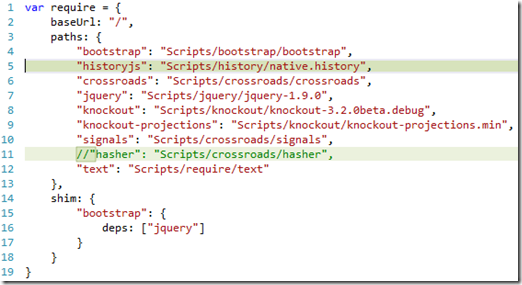 1 var require = {
2     baseUrl: "/",
3     paths: {
4         "bootstrap": "Scripts/bootstrap/bootstrap",
5         "historyjs": "Scripts/history/native.history",
6         "crossroads": "Scripts/crossroads/crossroads",
7         "jquery": "Scripts/jquery/jquery-1.9.0",
8         "knockout": "Scripts/knockout/knockout-3.2.0beta.debug",
9         "knockout-projections": "Scripts/knockout/knockout-projections.min",
10         "signals": "Scripts/crossroads/signals",
11         //"hasher": "Scripts/crossroads/hasher",
12         "text": "Scripts/require/text"
13     },
14     shim: {
15         "bootstrap": {
16             deps: ["jquery"]
17         }
18     }
19 }